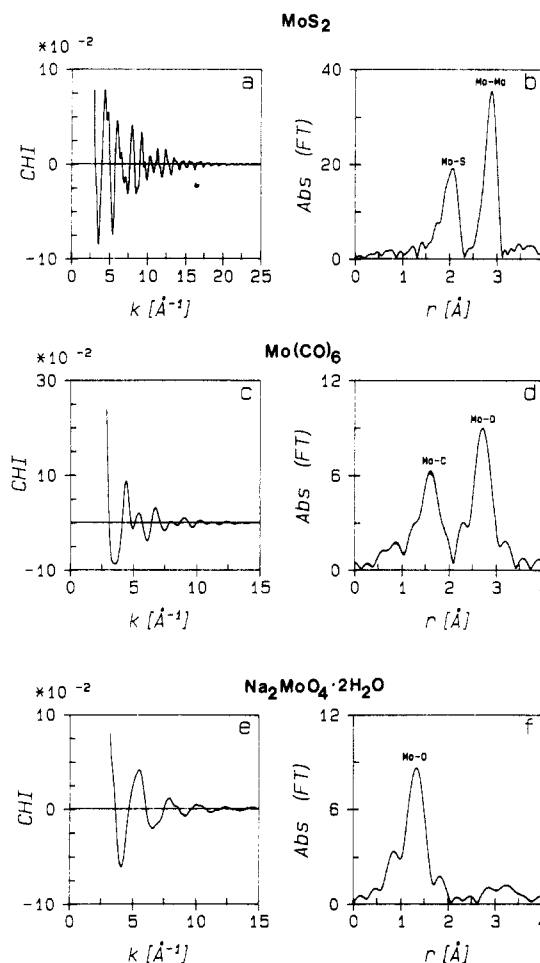 MoS2
*10 -2
a
10
0
-10
CHI
0 5 10 15 20 25
k [Å-1]
b
40
20
0
Abs (FT)
Mo-S
Mo-Mo
0 1 2 3 4
r [Å]
Mo(CO)6
*10 -2
c
30
-10
CHI
0 5 10 15
k [Å-1]
d
12
6
0
Abs (FT)
Mo-C
Mo-O
0 1 2 3 4
r [Å]
Na2MoO4·2H2O
*10 -2
e
10
0
-10
CHI
0 5 10 15
k [Å-1]
f
12
6
0
Abs (FT)
Mo-O
0 1 2 3 4
r [Å]